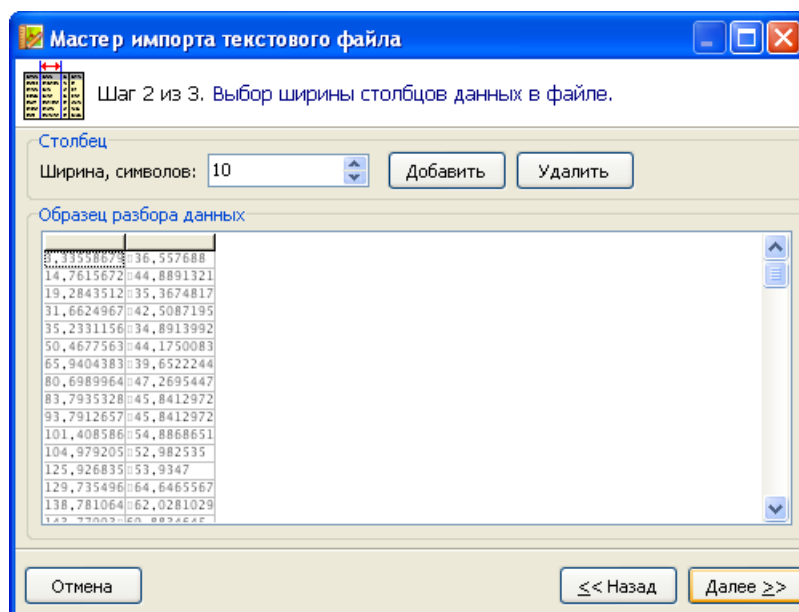 Мастер импорта текстового файла
Шаг 2 из 3. Выбор ширины столбцов данных в файле.
Столбец
Ширина, символов: 10 Добавить Удалить
Образец разбора данных
3,33558679 36,557688
14,7615672 44,8891321
19,2843512 35,3674817
31,6624967 42,5087195
35,2331156 34,8913992
50,4677563 44,1750083
65,9404383 39,6522244
80,6989964 47,2695447
83,7935328 45,8412972
93,7912657 45,8412972
101,408586 54,8868651
104,979205 52,982535
125,926835 53,9347
129,735496 64,6465567
138,781064 62,0281029
Отмена << Назад Далее >>